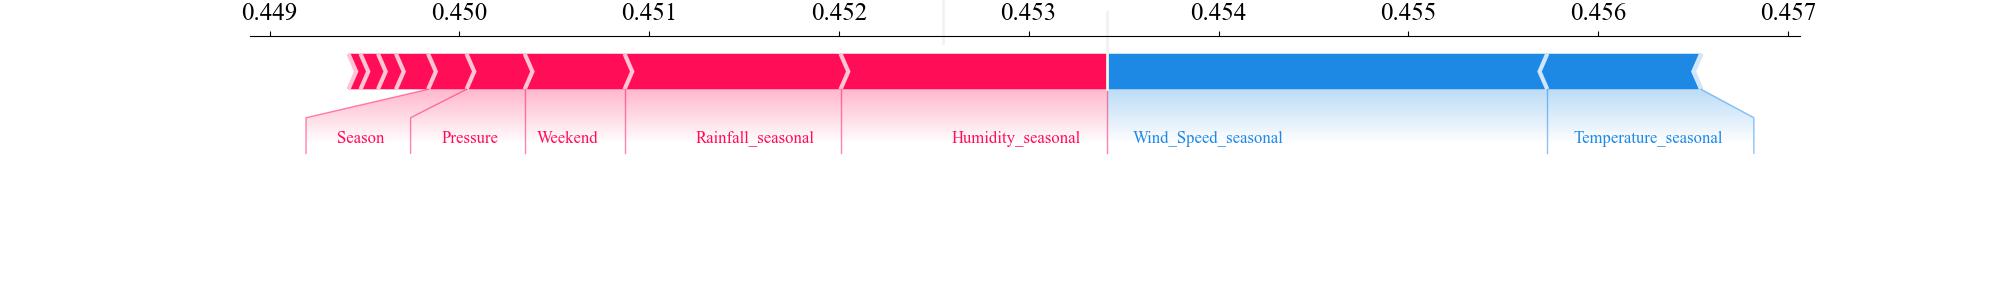 0.449 0.450 0.451 0.452 0.453 0.454 0.455 0.456 0.457
Season Pressure Weekend Rainfall_seasonal Humidity_seasonal Wind_Speed_seasonal Temperature_seasonal